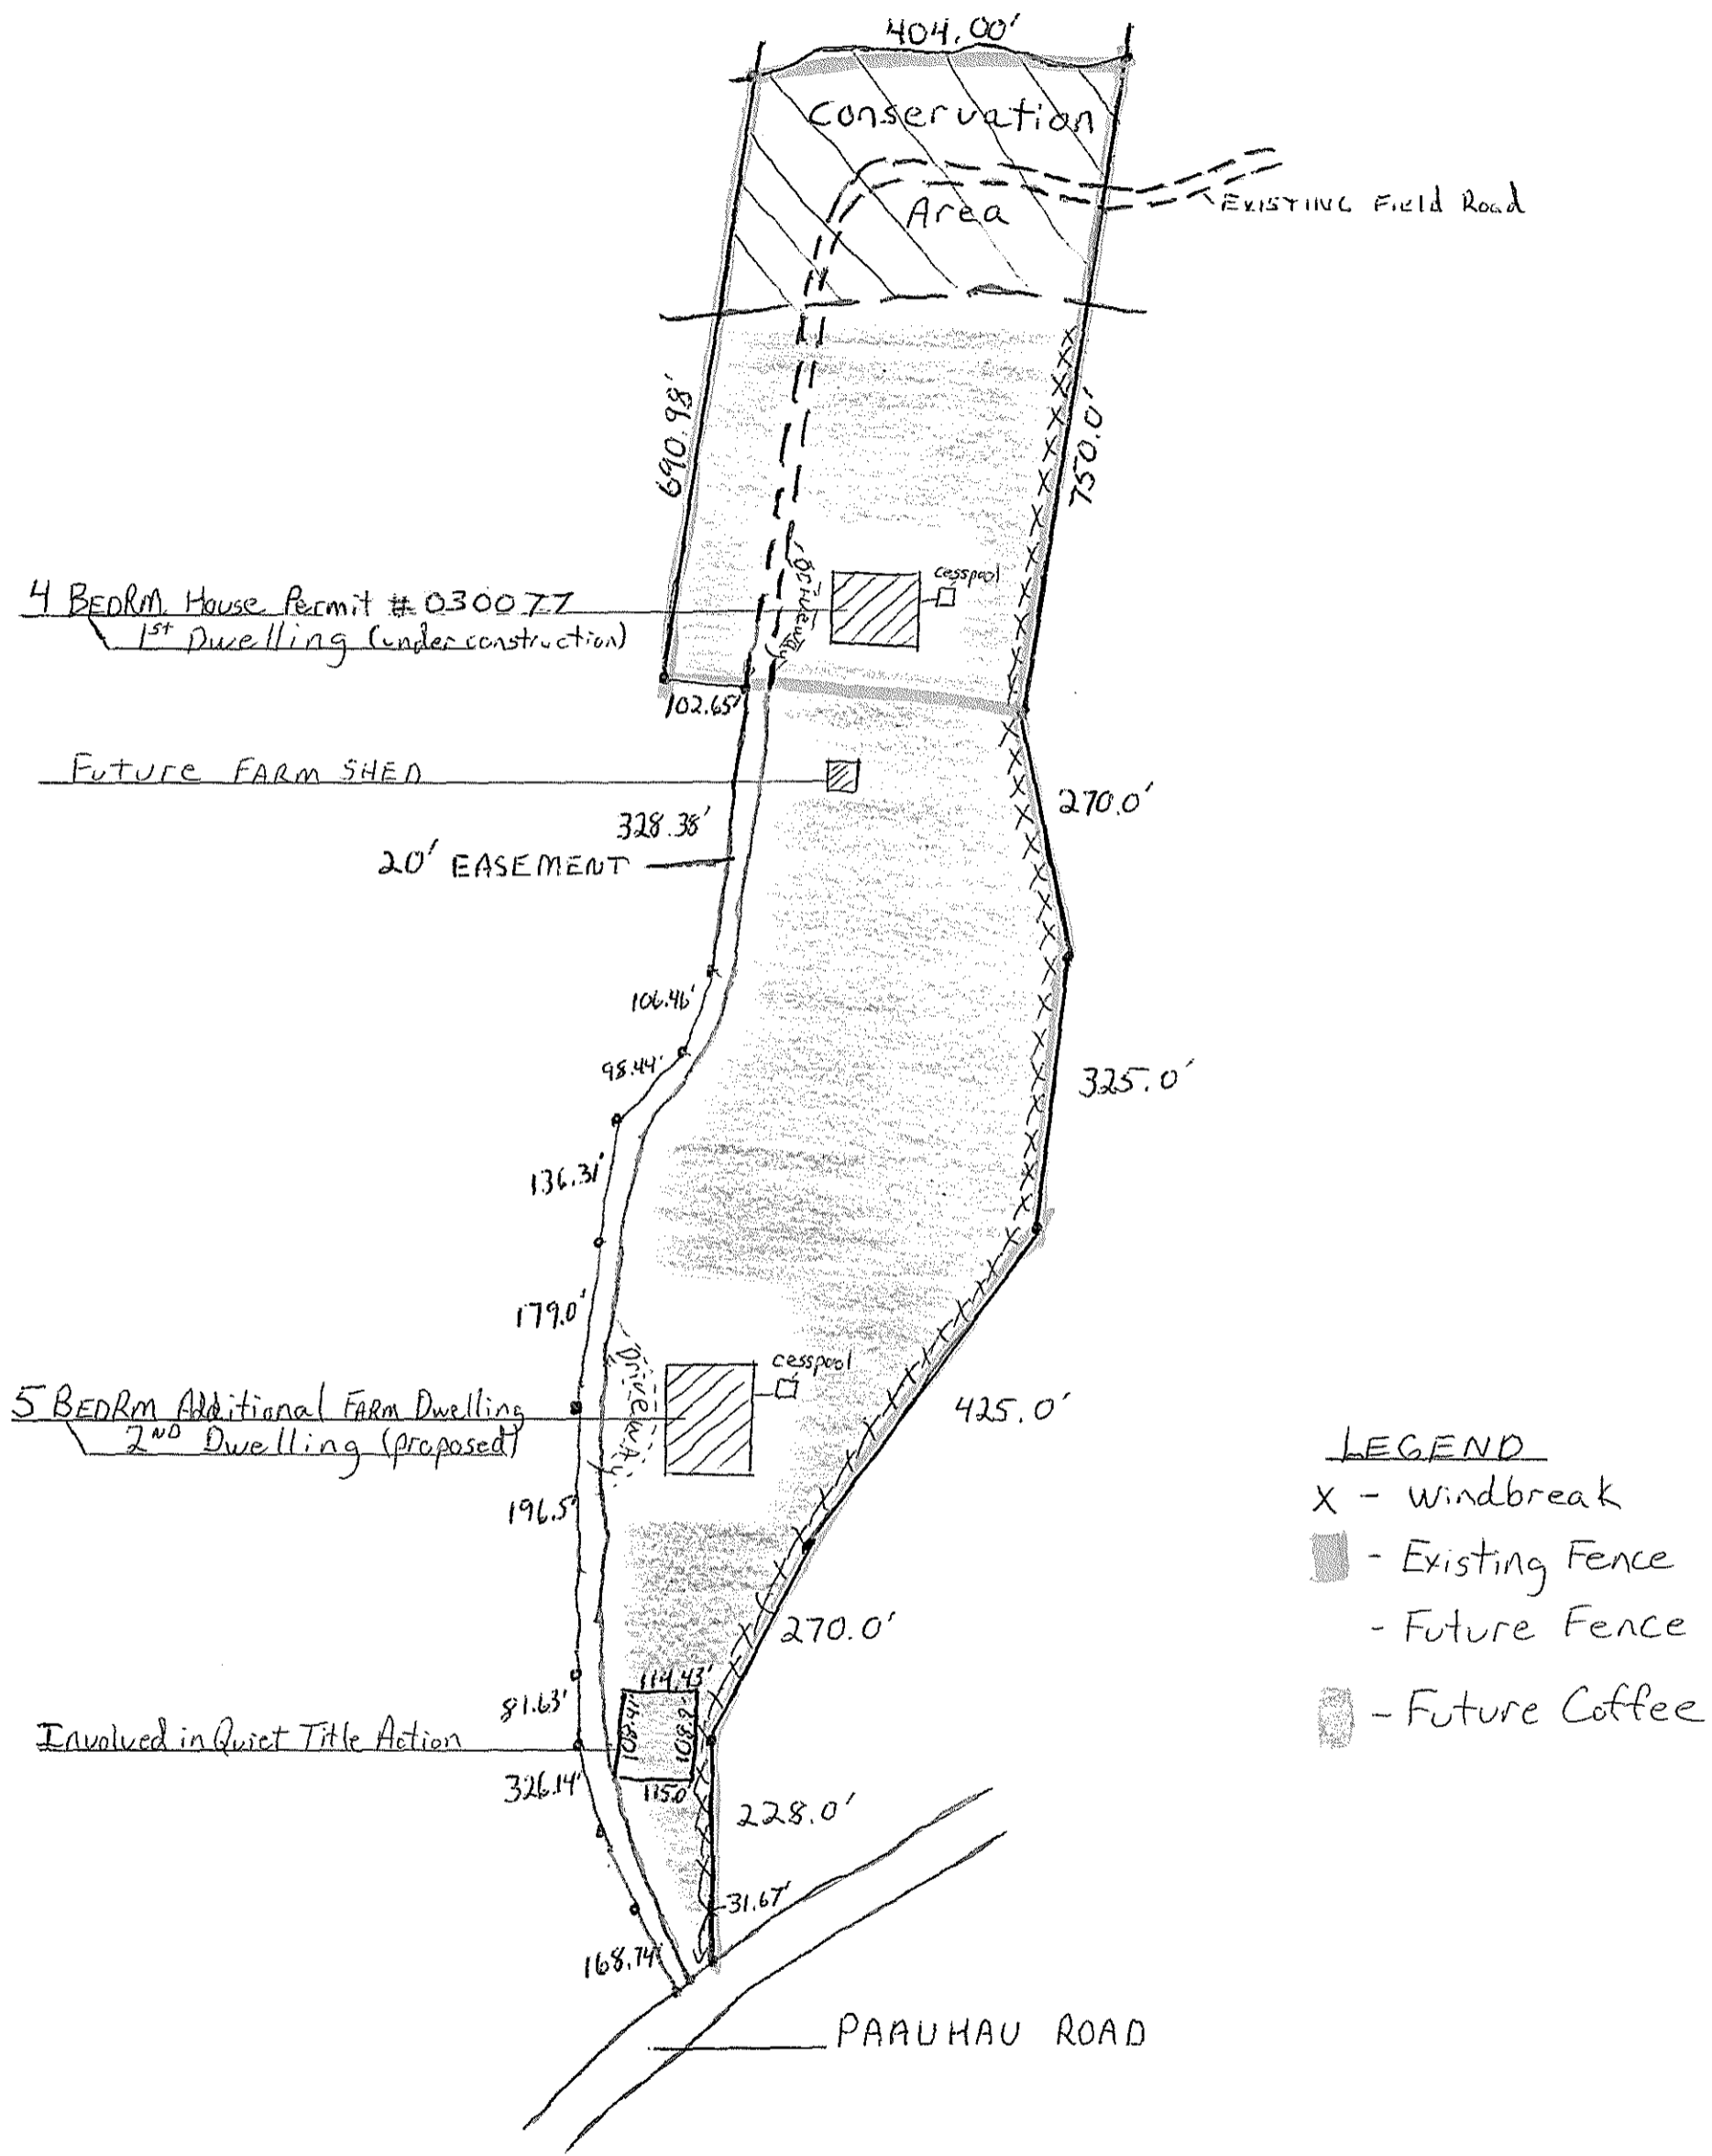 404.00'
Conservation
Area
EXISTING Field Road
690.98'
750.0'
driveway
cesspool
4 BEDRM House Permit # 030077
1st Dwelling (under construction)
102.65'
Future FARM SHED
270.0'
328.38'
20' EASEMENT
106.46'
98.44'
325.0'
136.31'
179.0'
Driveway
cesspool
5 BEDRM Additional FARM Dwelling
2ND Dwelling (proposed)
425.0'
LEGEND
X - windbreak
- Existing Fence
- Future Fence
- Future Coffee
196.5'
270.0'
114.43'
81.63'
108.41'
108.9'
Involved in Quiet Title Action
326.14'
115.0'
228.0'
31.67'
168.74'
PAAUHAU ROAD